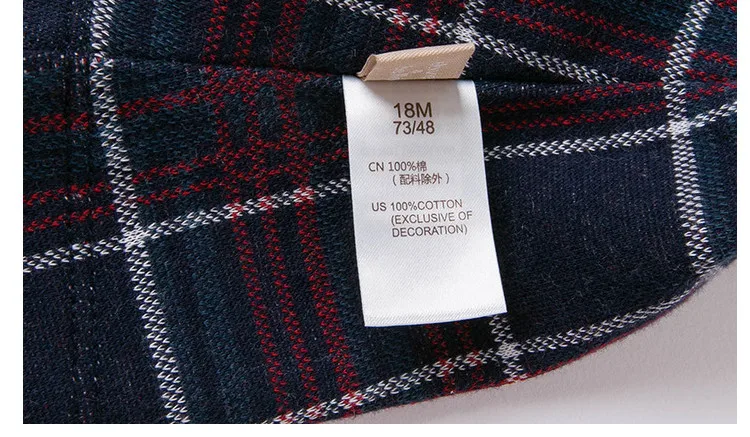 18M
73/48
CN 100%棉
(配料除外)
US 100%COTTON
(EXCLUSIVE OF
DECORATION)